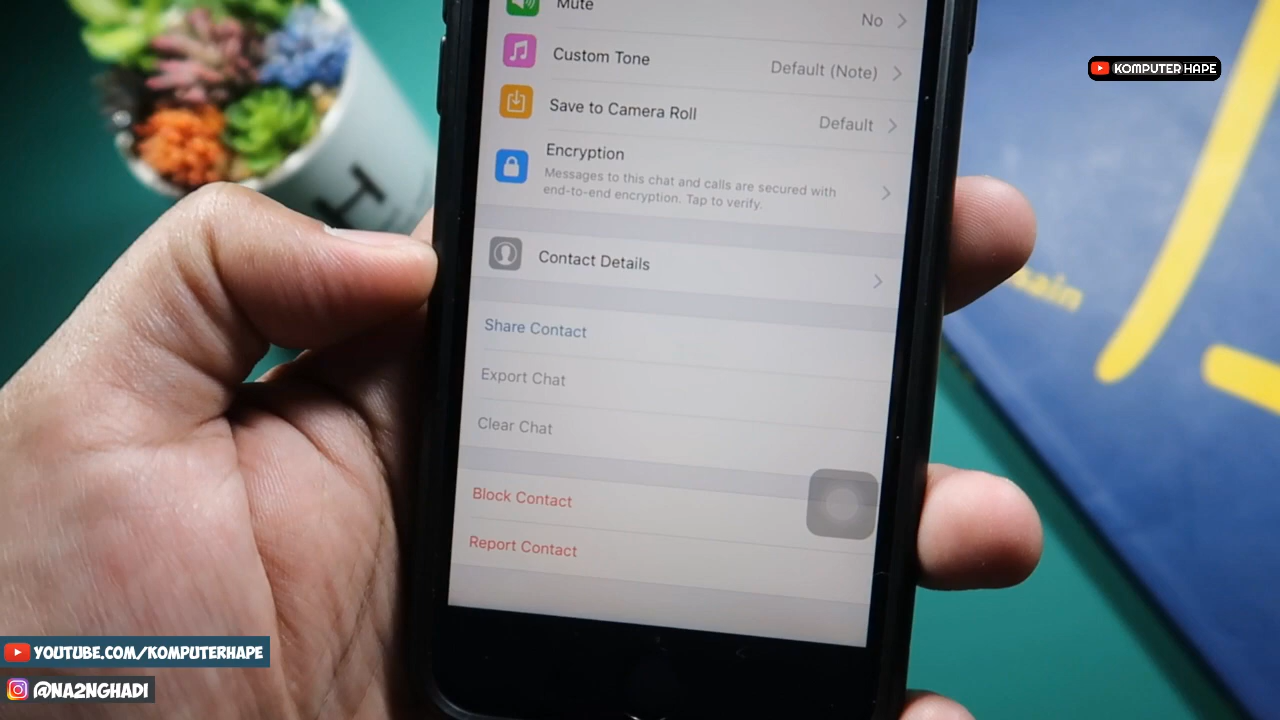 Mute
No
Custom Tone
Default (Note)
Save to Camera Roll
Default
Encryption
Messages to this chat and calls are secured with
end-to-end encryption. Tap to verify.
Contact Details
Share Contact
Export Chat
Clear Chat
Block Contact
Report Contact
KOMPUTER HAPE
YOUTUBE.COM/KOMPUTERHAPE
@NA2NGHADI